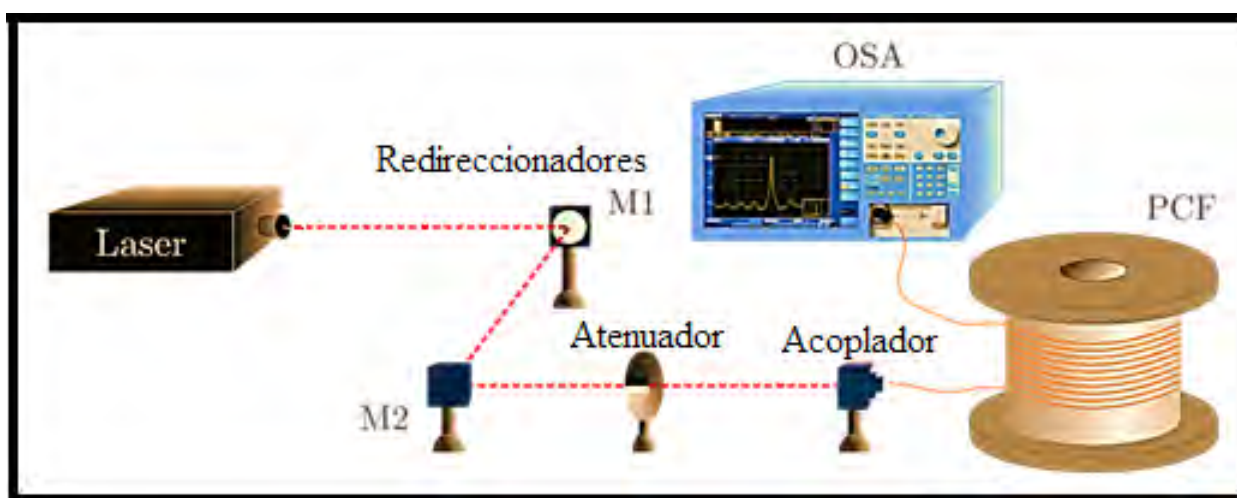 OSA
Redireccionadores
M1
PCF
Laser
Atenuador
Acoplador
M2